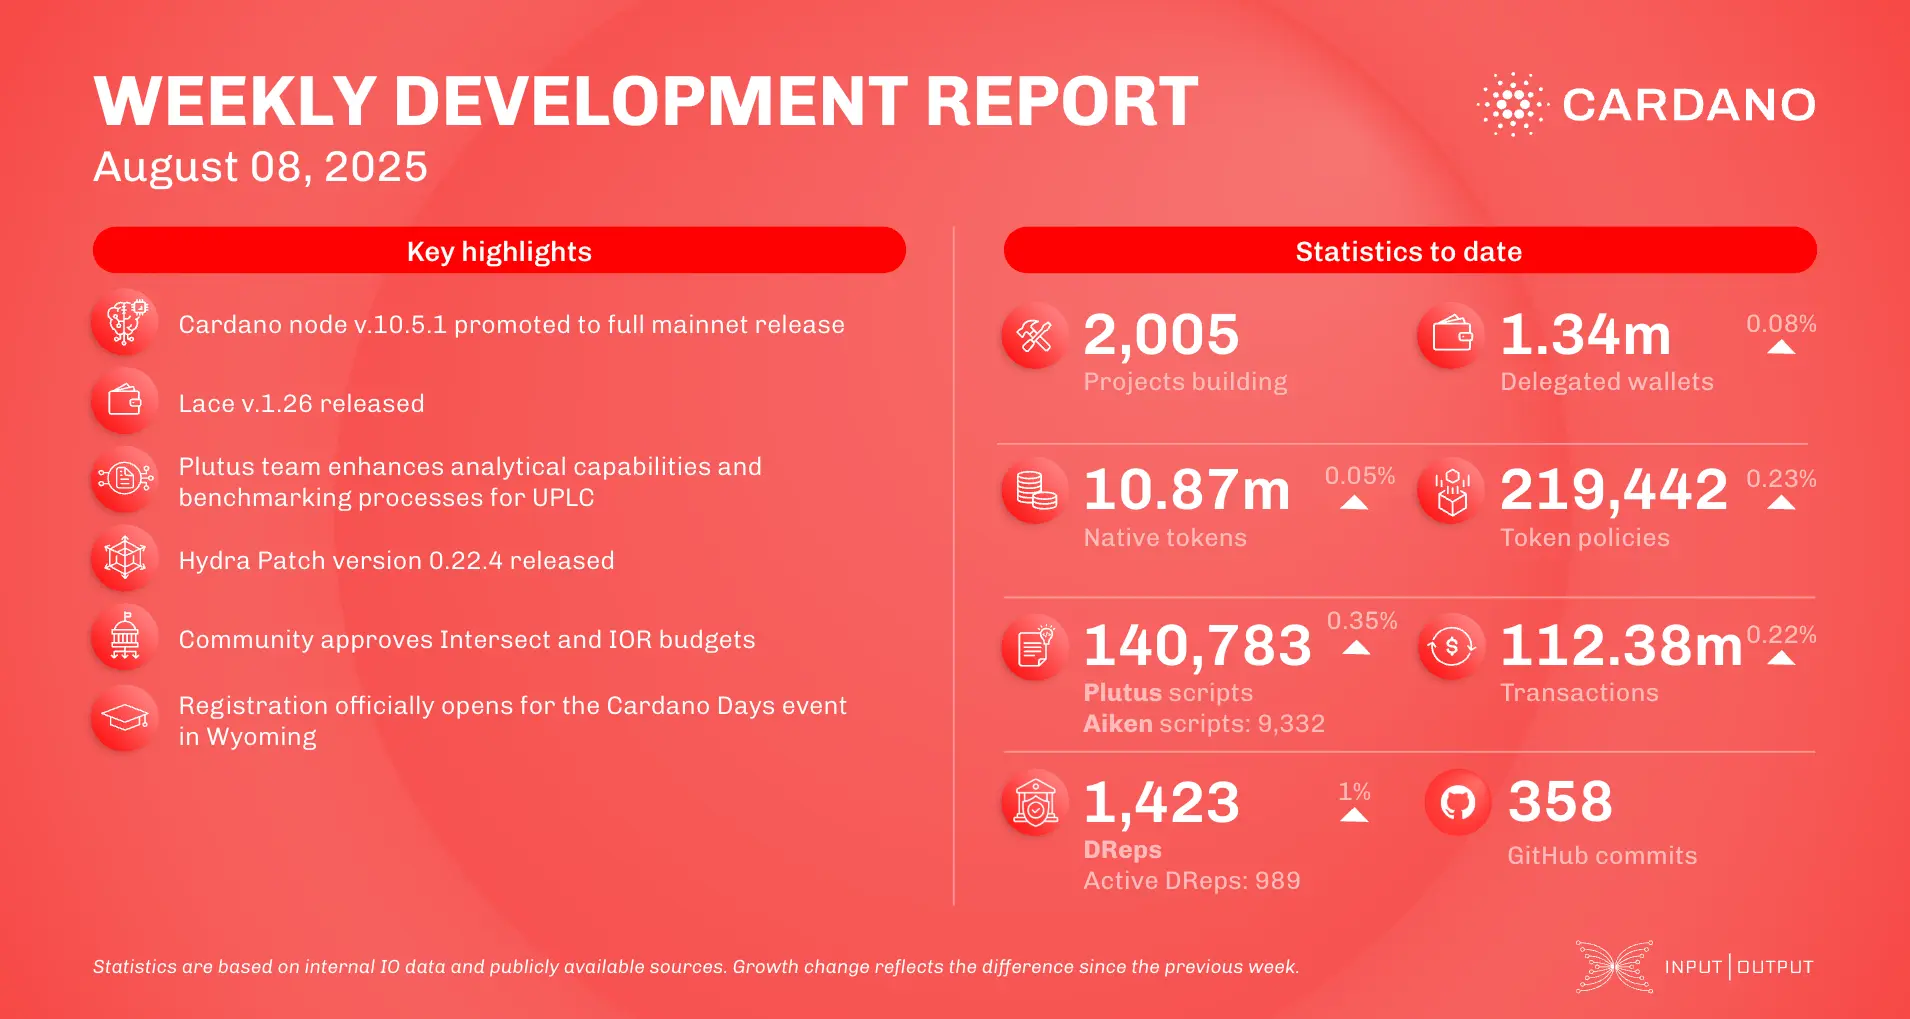 WEEKLY DEVELOPMENT REPORT
August 08, 2025
CARDANO
Key highlights
Cardano node v.10.5.1 promoted to full mainnet release
Lace v.1.26 released
Plutus team enhances analytical capabilities and
benchmarking processes for UPLC
Hydra Patch version 0.22.4 released
Community approves Intersect and IOR budgets
Registration officially opens for the Cardano Days event
in Wyoming
Statistics to date
2,005
Projects building
1.34m
0.08%
Delegated wallets
10.87m
0.05%
Native tokens
219,442
0.23%
Token policies
140,783
0.35%
Plutus scripts
Aiken scripts: 9,332
112.38m
0.22%
Transactions
$
1,423
1%
DReps
Active DReps: 989
358
GitHub commits
Statistics are based on internal IO data and publicly available sources. Growth change reflects the difference since the previous week.
INPUT | OUTPUT